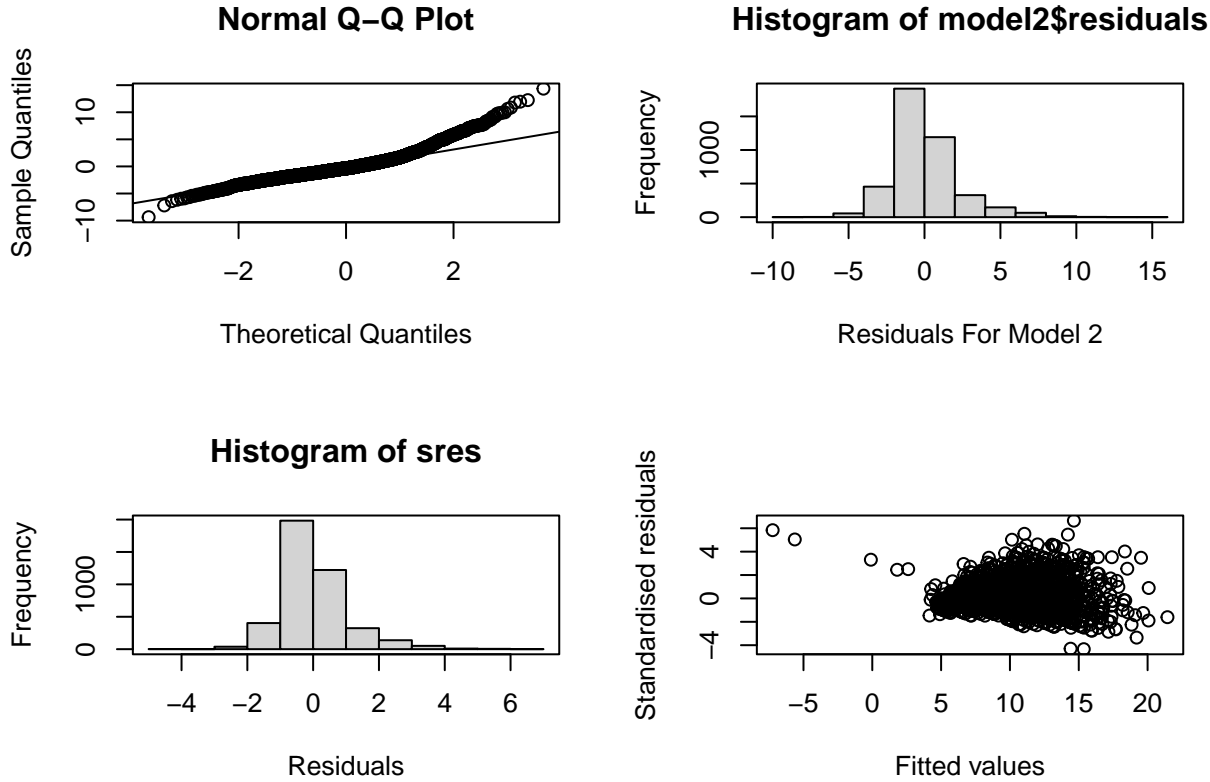 Normal Q−Q Plot
Sample Quantiles
−10 0 10
−2 0 2
Theoretical Quantiles
Histogram of model2$residuals
Frequency
0 1000
−10 −5 0 5 10 15
Residuals For Model 2
Histogram of sres
Frequency
0 1000
−4 −2 0 2 4 6
Residuals
Standardised residuals
−4 0 4
−5 0 5 10 15 20
Fitted values